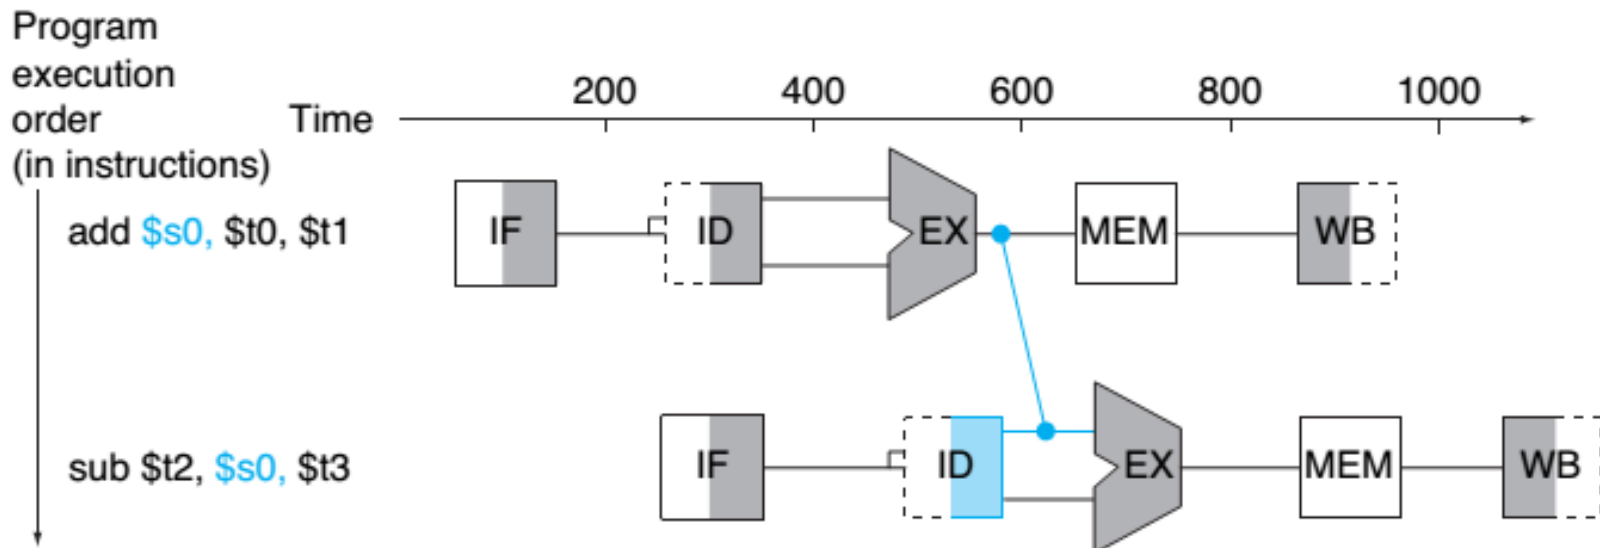 Program
execution
order
(in instructions)
Time
200 400 600 800 1000
add $s0, $t0, $t1
IF ID EX MEM WB
sub $t2, $s0, $t3
IF ID EX MEM WB